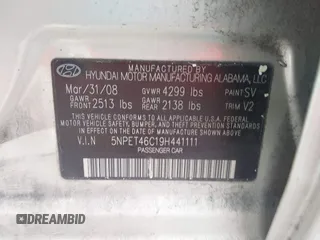 MANUFACTURED BY
HYUNDAI MOTOR MANUFACTURING ALABAMA, LLC
Mar/31/08 GVWR 4299 lbs PAINT SV
GAWR FRONT 2513 lbs GAWR REAR 2138 lbs TRIM V2
THIS VEHICLE CONFORMS TO ALL APPLICABLE U.S.A. FEDERAL
MOTOR VEHICLE SAFETY, BUMPER, AND THEFT PREVENTION
STANDARDS IN EFFECT ON THE DATE OF MANUFACTURE SHOWN ABOVE.
V.I.N 5NPET46C19H441111
PASSENGER CAR
DREAMBID